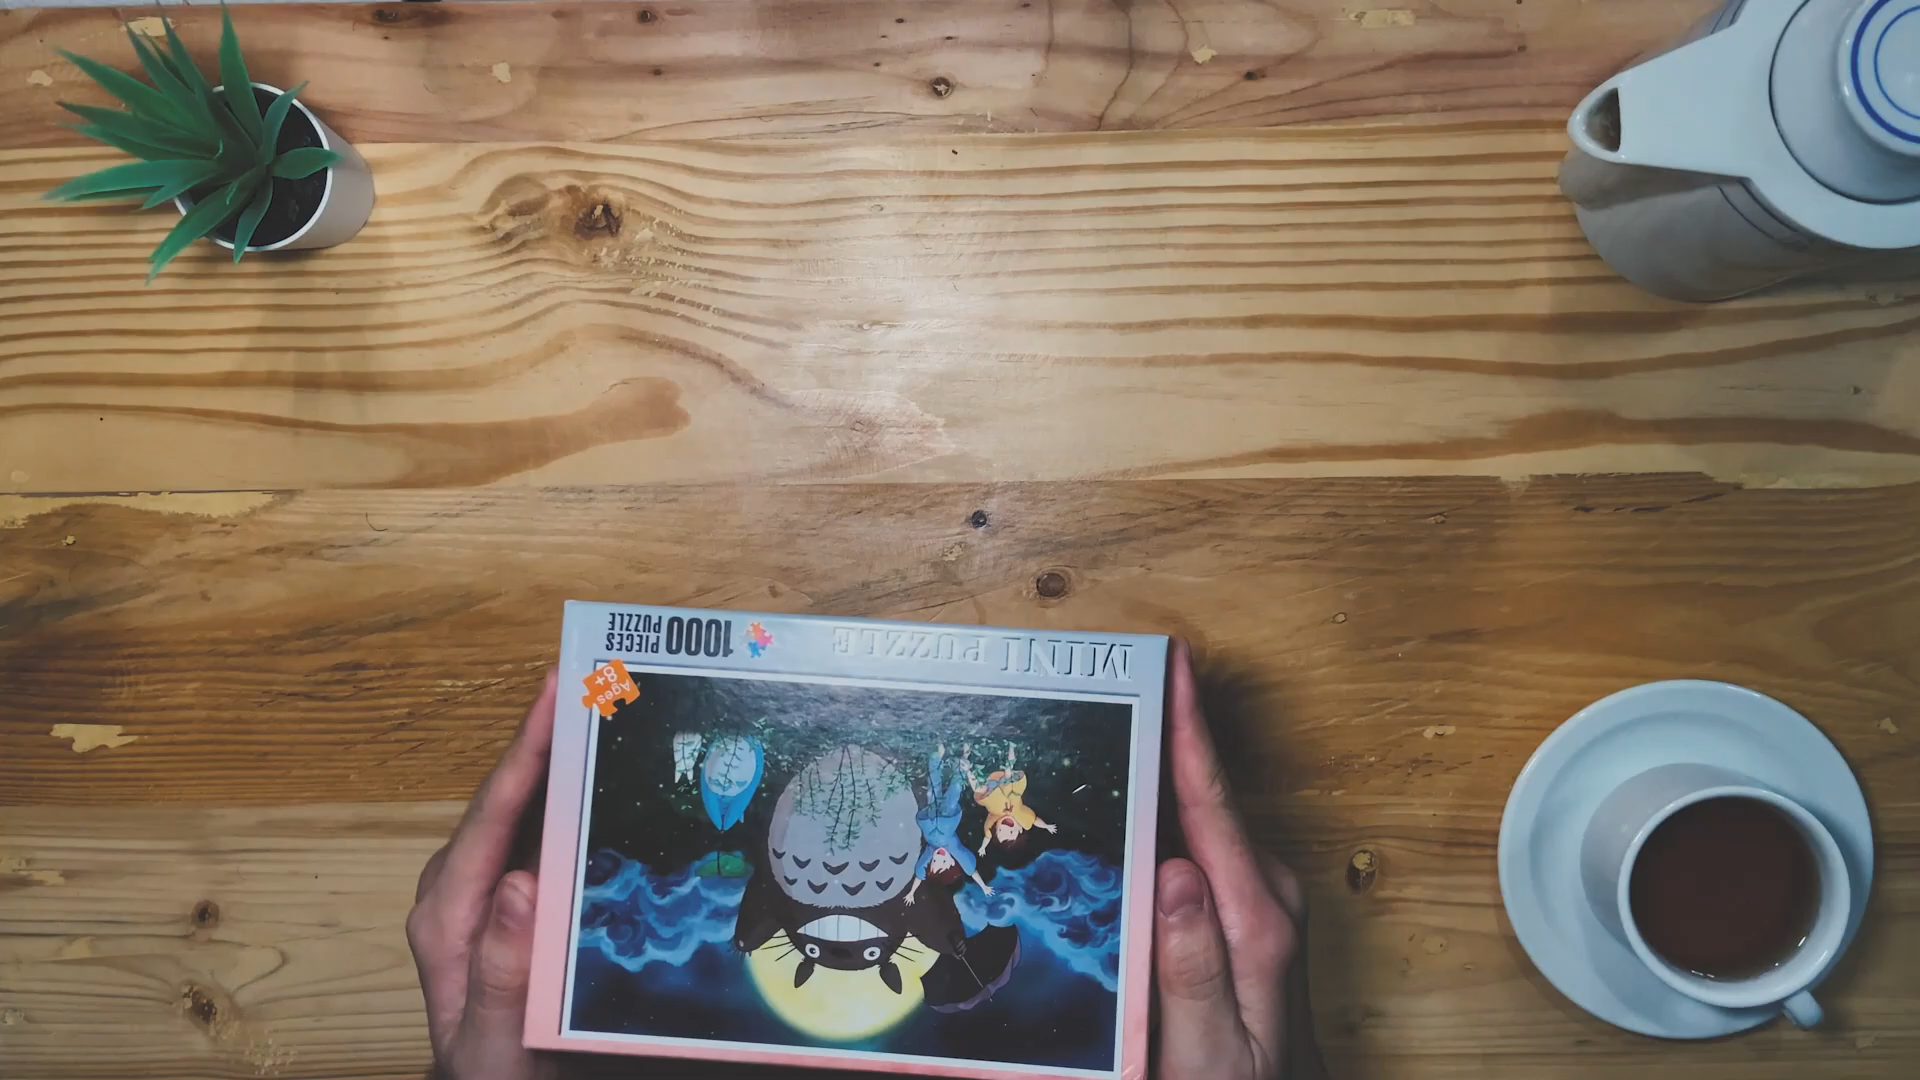 MINI PUZZLE
1000 PIECES
PUZZLE
Ages
8+